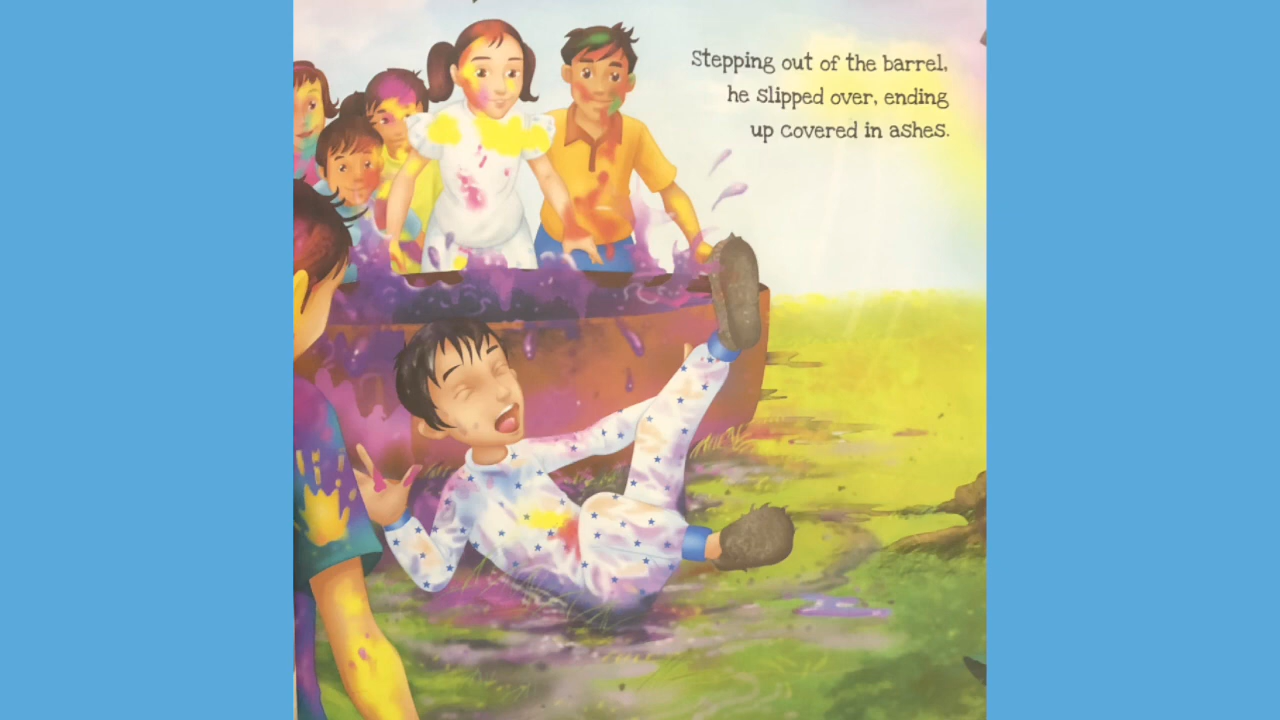 Stepping out of the barrel,
he slipped over, ending
up covered in ashes.